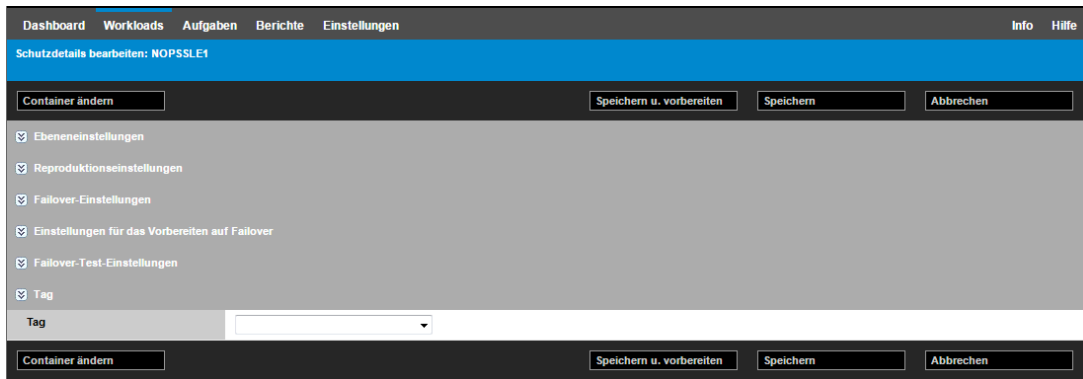 Dashboard Workloads Aufgaben Berichte Einstellungen Info Hilfe
Schutzdetails bearbeiten: NOPSSLE1
Container ändern Speichern u. vorbereiten Speichern Abbrechen
Ebeneneinstellungen
Reproduktionseinstellungen
Failover-Einstellungen
Einstellungen für das Vorbereiten auf Failover
Failover-Test-Einstellungen
Tag
Tag
Container ändern Speichern u. vorbereiten Speichern Abbrechen